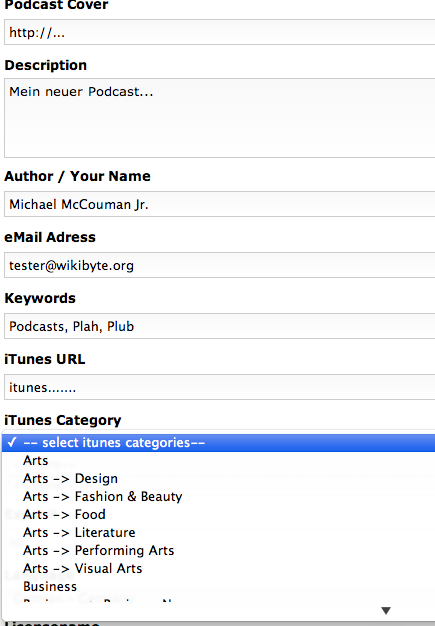 Podcast Cover
http://...
Description
Mein neuer Podcast...
Author / Your Name
Michael McCouman Jr.
eMail Adress
tester@wikibyte.org
Keywords
Podcasts, Plah, Plub
iTunes URL
itunes.......
iTunes Category
✓ -- select itunes categories--
Arts
Arts -> Design
Arts -> Fashion & Beauty
Arts -> Food
Arts -> Literature
Arts -> Performing Arts
Arts -> Visual Arts
Business
Licensename